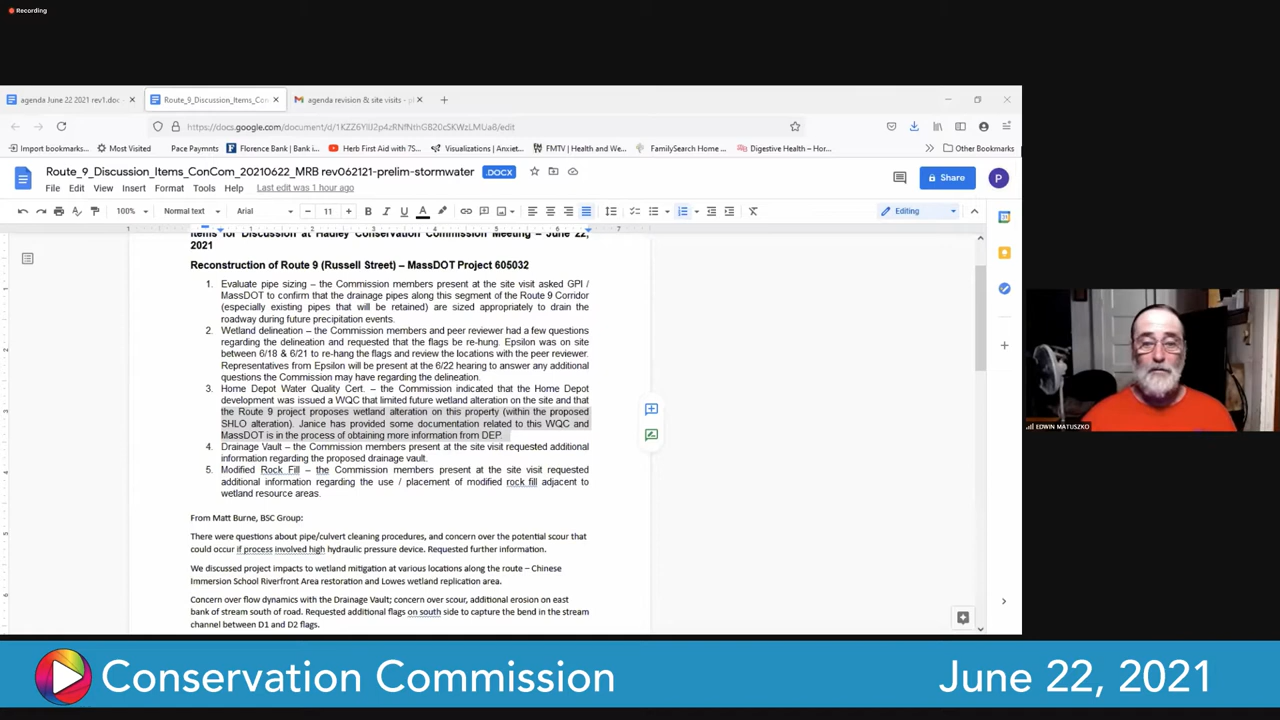 Recording
agenda June 22 2021 rev1.doc
Route_9_Discussion_Items_Con
agenda revision & site visits -
Import bookmarks...
Most Visited
Pace Paymnts
Florence Bank | Bank i...
Herb First Aid with 7S...
Visualizations | Anxiet...
FMTV | Health and We...
FamilySearch Home ...
Digestive Health – Hor...
Other Bookmarks
Route_9_Discussion_Items_ConCom_20210622_MRB rev062121-prelim-stormwater
.DOCX
File Edit View Insert Format Tools Help Last edit was 1 hour ago
Share
P
100% Normal text Arial 11
Editing
Items for Discussion at Hadley Conservation Commission Meeting – June 22,
2021
Reconstruction of Route 9 (Russell Street) – MassDOT Project 605032
1. Evaluate pipe sizing – the Commission members present at the site visit asked GPI /
MassDOT to confirm that the drainage pipes along this segment of the Route 9 Corridor
(especially existing pipes that will be retained) are sized appropriately to drain the
roadway during future precipitation events.
2. Wetland delineation – the Commission members and peer reviewer had a few questions
regarding the delineation and requested that the flags be re-hung. Epsilon was on site
between 6/18 & 6/21 to re-hang the flags and review the locations with the peer reviewer.
Representatives from Epsilon will be present at the 6/22 hearing to answer any additional
questions the Commission may have regarding the delineation.
3. Home Depot Water Quality Cert. – the Commission indicated that the Home Depot
development was issued a WQC that limited future wetland alteration on the site and that
the Route 9 project proposes wetland alteration on this property (within the proposed
SHLO alteration). Janice has provided some documentation related to this WQC and
MassDOT is in the process of obtaining more information from DEP.
4. Drainage Vault – the Commission members present at the site visit requested additional
information regarding the proposed drainage vault.
5. Modified Rock Fill – the Commission members present at the site visit requested
additional information regarding the use / placement of modified rock fill adjacent to
wetland resource areas.
From Matt Burne, BSC Group:
There were questions about pipe/culvert cleaning procedures, and concern over the potential scour that
could occur if process involved high hydraulic pressure device. Requested further information.
We discussed project impacts to wetland mitigation at various locations along the route – Chinese
Immersion School Riverfront Area restoration and Lowes wetland replication area.
Concern over flow dynamics with the Drainage Vault; concern over scour, additional erosion on east
bank of stream south of road. Requested additional flags on south side to capture the bend in the stream
channel between D1 and D2 flags.
EDWIN MATUSZKO
Conservation Commission
June 22, 2021